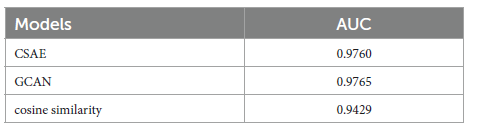 Models AUC
CSAE 0.9760
GCAN 0.9765
cosine similarity 0.9429